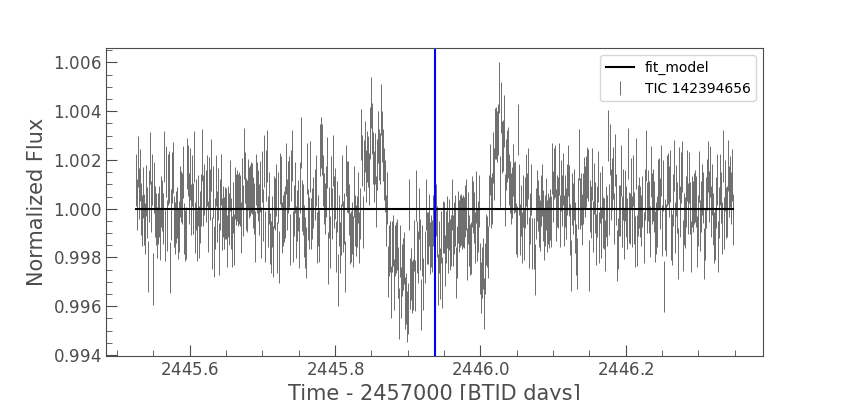 1.006
1.004
1.002
1.000
0.998
0.996
0.994
Normalized Flux
fit_model
TIC 142394656
2445.6 2445.8 2446.0 2446.2
Time - 2457000 [BTJD days]